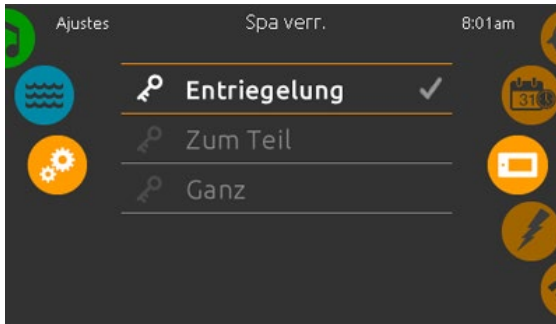 Ajustes Spa verr. 8:01am
Entriegelung
Zum Teil
Ganz
31